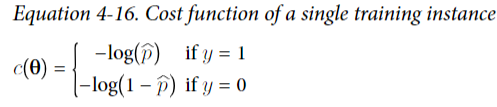 Equation 4-16. Cost function of a single training instance
c(θ) = { −log(p̂) if y = 1
−log(1 − p̂) if y = 0